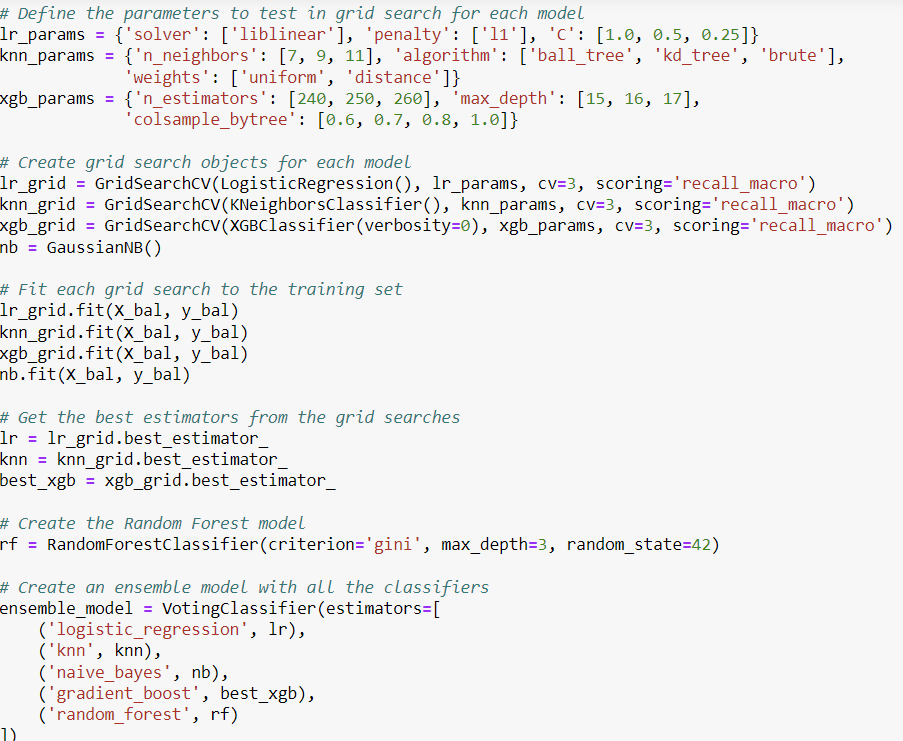 # Define the parameters to test in grid search for each model
lr_params = {'solver': ['liblinear'], 'penalty': ['l1'], 'C': [1.0, 0.5, 0.25]}
knn_params = {'n_neighbors': [7, 9, 11], 'algorithm': ['ball_tree', 'kd_tree', 'brute'],
             'weights': ['uniform', 'distance']}
xgb_params = {'n_estimators': [240, 250, 260], 'max_depth': [15, 16, 17],
             'colsample_bytree': [0.6, 0.7, 0.8, 1.0]}
# Create grid search objects for each model
lr_grid = GridSearchCV(LogisticRegression(), lr_params, cv=3, scoring='recall_macro')
knn_grid = GridSearchCV(KNeighborsClassifier(), knn_params, cv=3, scoring='recall_macro')
xgb_grid = GridSearchCV(XGBClassifier(verbosity=0), xgb_params, cv=3, scoring='recall_macro')
nb = GaussianNB()
# Fit each grid search to the training set
lr_grid.fit(X_bal, y_bal)
knn_grid.fit(X_bal, y_bal)
xgb_grid.fit(X_bal, y_bal)
nb.fit(X_bal, y_bal)
# Get the best estimators from the grid searches
lr = lr_grid.best_estimator_
knn = knn_grid.best_estimator_
best_xgb = xgb_grid.best_estimator_
# Create the Random Forest model
rf = RandomForestClassifier(criterion='gini', max_depth=3, random_state=42)
# Create an ensemble model with all the classifiers
ensemble_model = VotingClassifier(estimators=[
    ('logistic_regression', lr),
    ('knn', knn),
    ('naive_bayes', nb),
    ('gradient_boost', best_xgb),
    ('random_forest', rf)
])